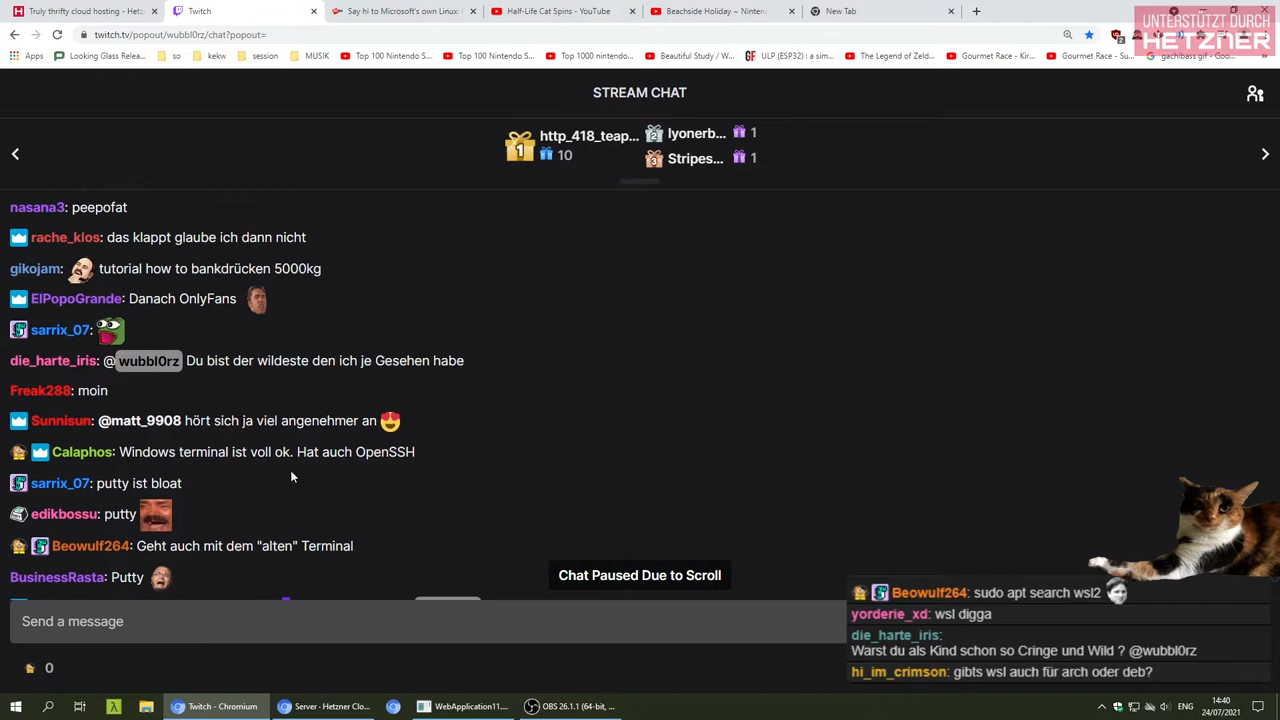 Truly thrifty cloud hosting - Hetz
Twitch
Say hi to Microsoft's own Linux: C
Half-Life Cat Spins - YouTube
Beachside Holiday ~ Ninten
New Tab
UNTERSTÜTZT DURCH
HETZNER
twitch.tv/popout/wubbl0rz/chat?popout=
Apps
Looking Glass Relea...
so
kekw
session
MUSIK
Top 100 Nintendo S...
Top 100 Nintendo S...
Top 1000 nintendo...
Beautiful Study / W...
ULP (ESP32) : a sim...
The Legend of Zeld...
Gourmet Race - Kir...
Gourmet Race - Su...
gachibass gif - Goo...
STREAM CHAT
http_418_teap...
10
2
lyonerb...
1
1
3
Stripes...
1
nasana3: peepofat
rache_klos: das klappt glaube ich dann nicht
gikojam: tutorial how to bankdrücken 5000kg
ElPopoGrande: Danach OnlyFans
sarrix_07:
die_harte_iris: @wubbl0rz Du bist der wildeste den ich je Gesehen habe
Freak288: moin
Sunnisun: @matt_9908 hört sich ja viel angenehmer an
Calaphos: Windows terminal ist voll ok. Hat auch OpenSSH
sarrix_07: putty ist bloat
edikbossu: putty
Beowulf264: Geht auch mit dem "alten" Terminal
BusinessRasta: Putty
Chat Paused Due to Scroll
Send a message
0
Beowulf264: sudo apt search wsl2
yorderie_xd: wsl digga
die_harte_iris:
Warst du als Kind schon so Cringe und Wild ? @wubbl0rz
hi_im_crimson: gibts wsl auch für arch oder deb?
Twitch - Chromium
Server · Hetzner Clo...
WebApplication11...
OBS 26.1.1 (64-bit, ...
ENG
14:40
24/07/2021